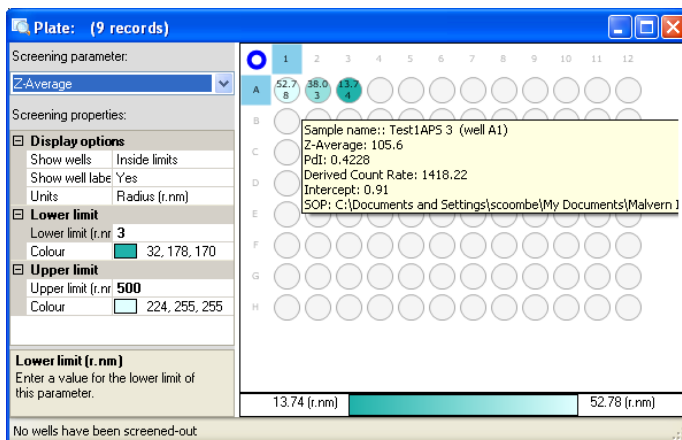 Plate: (9 records)
Screening parameter:
Z-Average
Screening properties:
Display options
Show wells Inside limits
Show well labe Yes
Units Radius (r.nm)
Lower limit
Lower limit (r.nr 3
Colour 32, 178, 170
Upper limit
Upper limit (r.nr 500
Colour 224, 255, 255
Lower limit (r.nm)
Enter a value for the lower limit of
this parameter.
No wells have been screened-out
1 2 3 4 5 6 7 8 9 10 11 12
A 52.7 38.0 13.7
8 3 4
B
C
D
E
F
G
H
Sample name:: Test1APS 3 (well A1)
Z-Average: 105.6
PdI: 0.4228
Derived Count Rate: 1418.22
Intercept: 0.91
SOP: C:\Documents and Settings\scoombe\My Documents\Malvern I
13.74 (r.nm) 52.78 (r.nm)